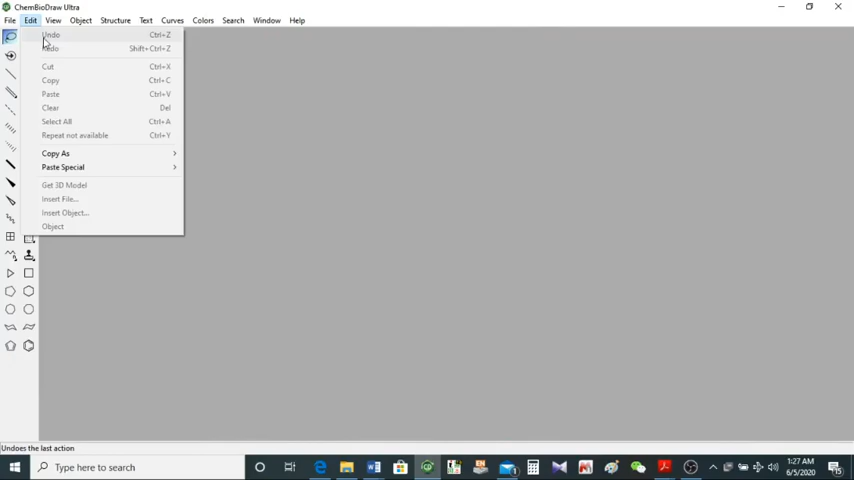 ChemBioDraw Ultra
File Edit View Object Structure Text Curves Colors Search Window Help
Undo Ctrl+Z
Redo Shift+Ctrl+Z
Cut Ctrl+X
Copy Ctrl+C
Paste Ctrl+V
Clear Del
Select All Ctrl+A
Repeat not available Ctrl+Y
Copy As
Paste Special
Get 3D Model
Insert File...
Insert Object...
Object
Undoes the last action
Type here to search
1:27 AM
6/5/2020
15